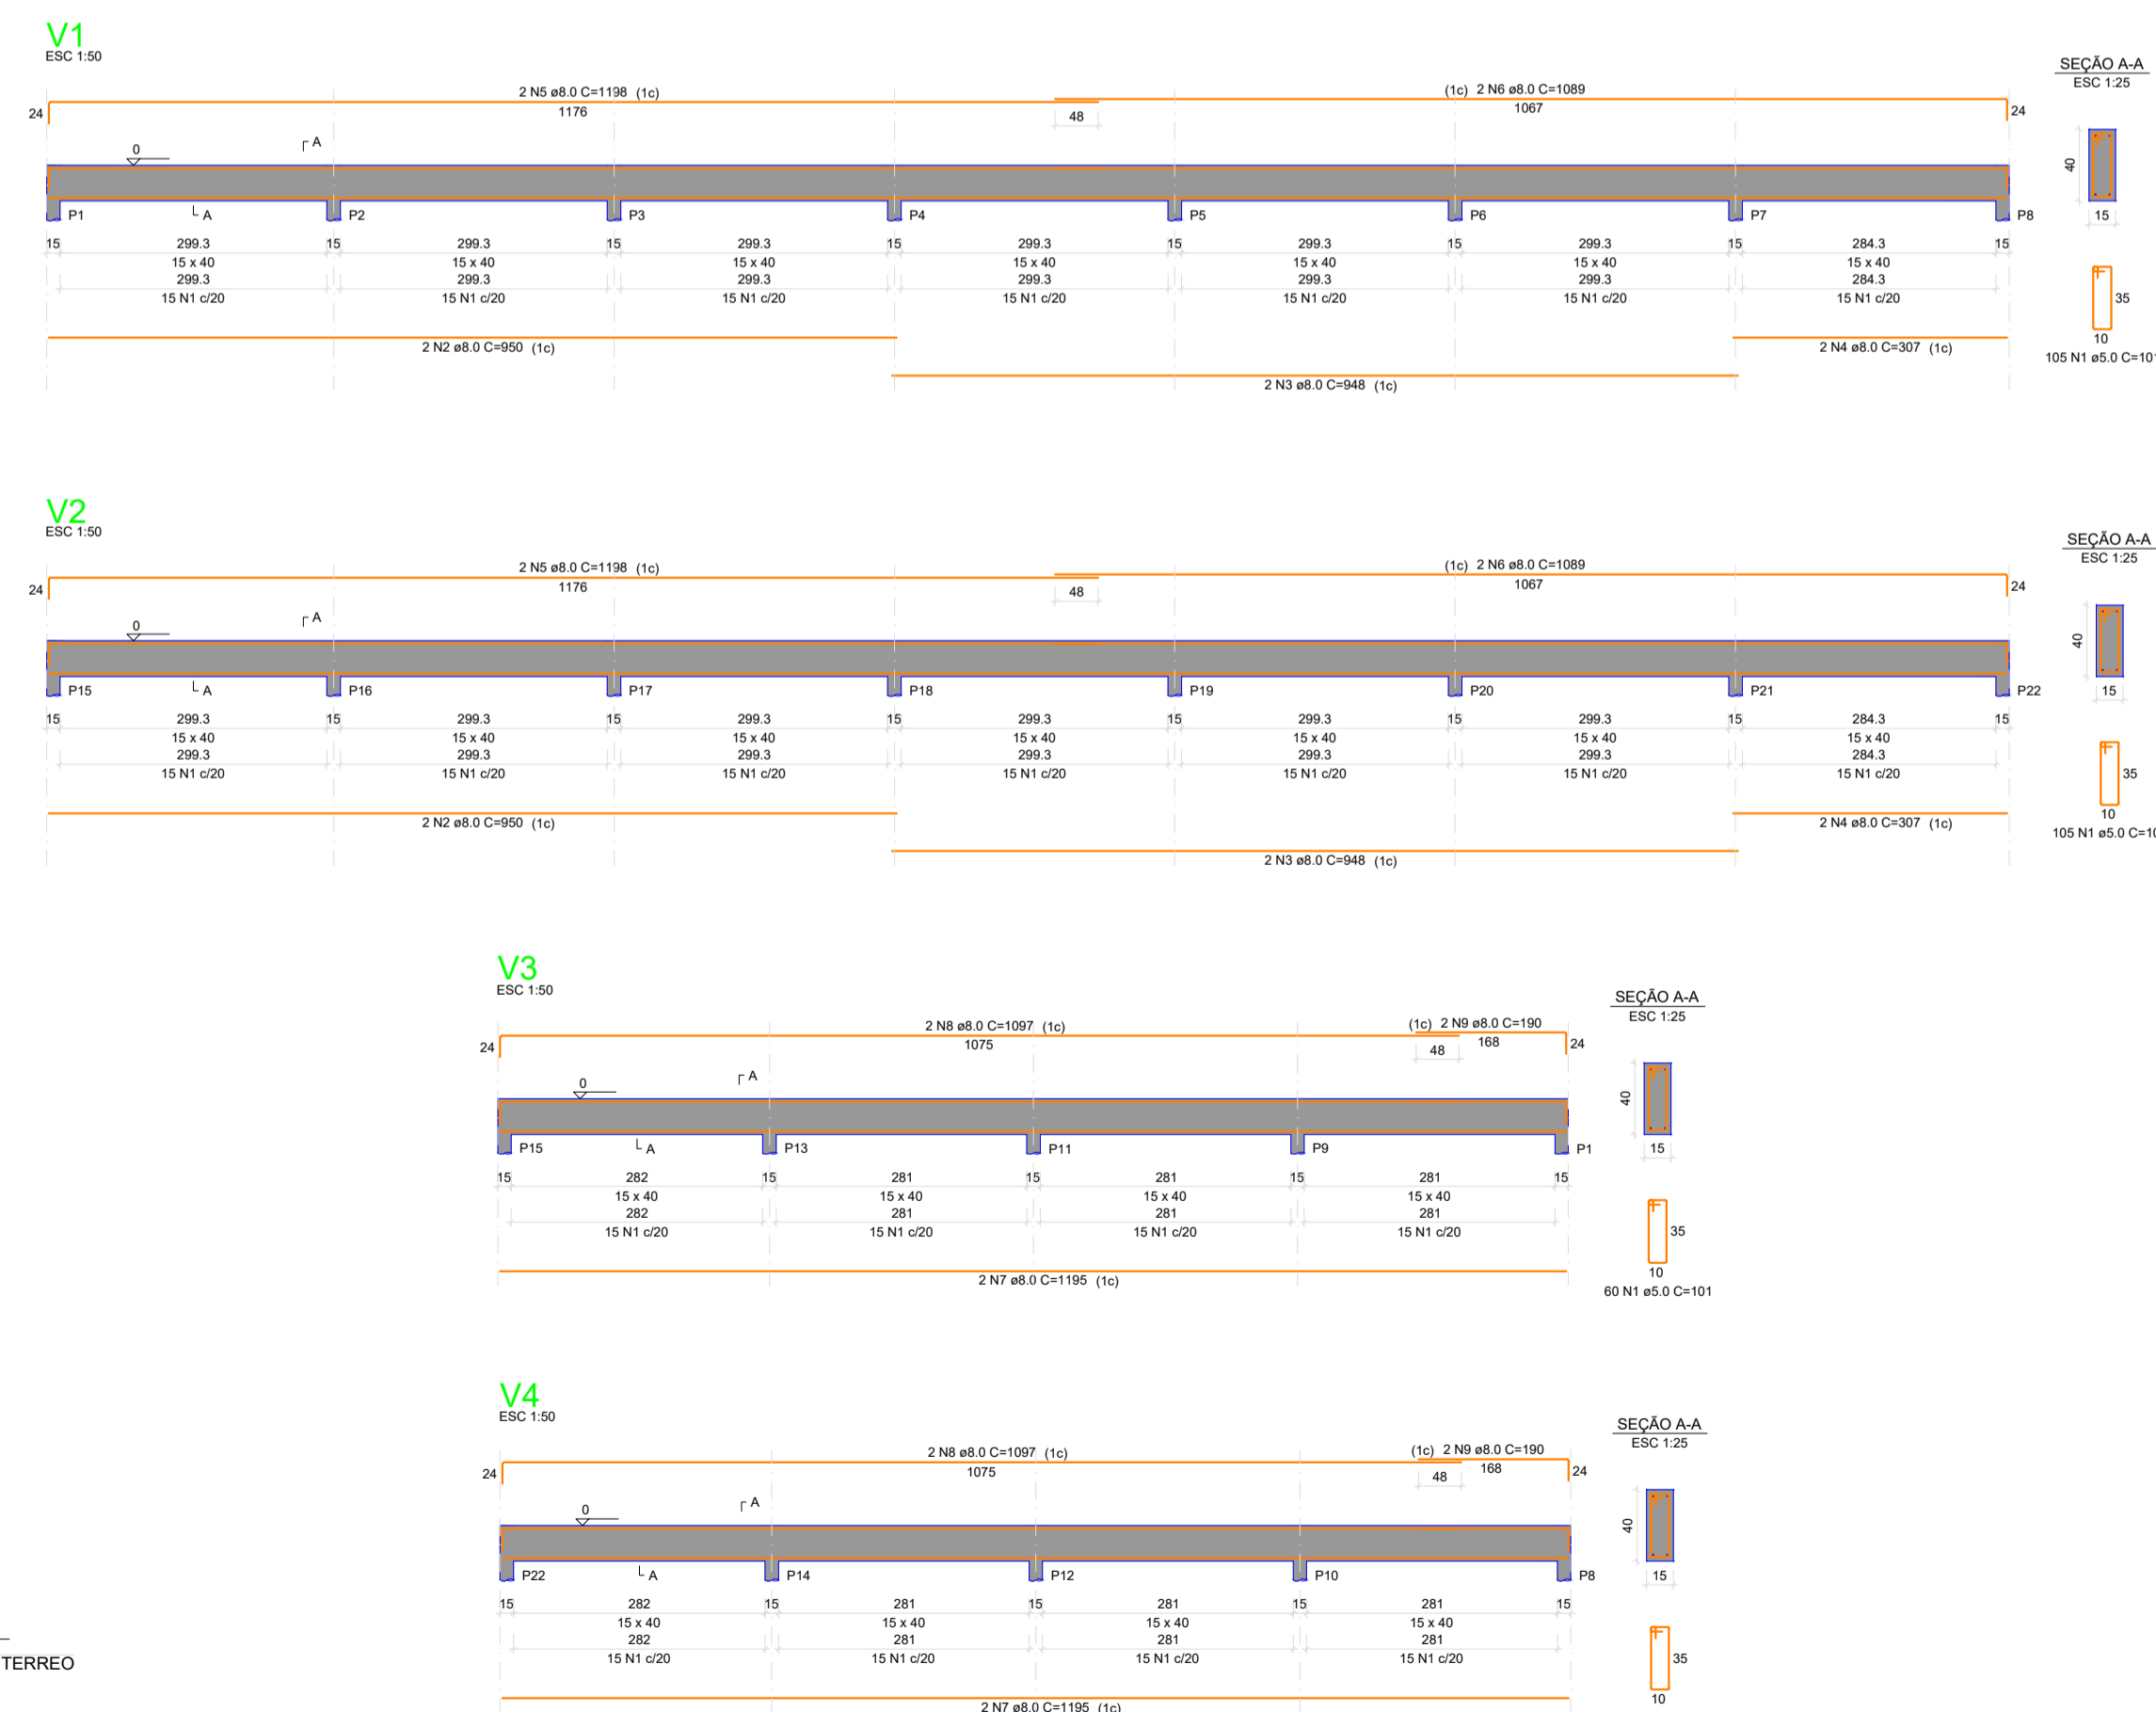 V1
ESC 1:50
SEÇÃO A-A
ESC 1:25
2 N5 ø8.0 C=1198 (1c)
(1c) 2 N6 ø8.0 C=1089
24 1176 48 1067 24
A
0
40
P1 A P2 P3 P4 P5 P6 P7 P8
15
15 299.3 15 299.3 15 299.3 15 299.3 15 299.3 15 299.3 15 284.3 15
15 x 40 15 x 40 15 x 40 15 x 40 15 x 40 15 x 40 15 x 40
299.3 299.3 299.3 299.3 299.3 299.3 284.3
15 N1 c/20 15 N1 c/20 15 N1 c/20 15 N1 c/20 15 N1 c/20 15 N1 c/20 15 N1 c/20
35
10
2 N2 ø8.0 C=950 (1c)
2 N4 ø8.0 C=307 (1c)
105 N1 ø5.0 C=101
2 N3 ø8.0 C=948 (1c)
V2
ESC 1:50
SEÇÃO A-A
ESC 1:25
2 N5 ø8.0 C=1198 (1c)
(1c) 2 N6 ø8.0 C=1089
24 1176 48 1067 24
A
0
40
P15 A P16 P17 P18 P19 P20 P21 P22
15
15 299.3 15 299.3 15 299.3 15 299.3 15 299.3 15 299.3 15 284.3 15
15 x 40 15 x 40 15 x 40 15 x 40 15 x 40 15 x 40 15 x 40
299.3 299.3 299.3 299.3 299.3 299.3 284.3
15 N1 c/20 15 N1 c/20 15 N1 c/20 15 N1 c/20 15 N1 c/20 15 N1 c/20 15 N1 c/20
35
10
2 N2 ø8.0 C=950 (1c)
2 N4 ø8.0 C=307 (1c)
105 N1 ø5.0
2 N3 ø8.0 C=948 (1c)
V3
ESC 1:50
SEÇÃO A-A
ESC 1:25
2 N8 ø8.0 C=1097 (1c)
(1c) 2 N9 ø8.0 C=190
24 1075 48 168 24
A
0
40
P15 A P13 P11 P9 P1
15
15 282 15 281 15 281 15 281 15
15 x 40 15 x 40 15 x 40 15 x 40
282 281 281 281
15 N1 c/20 15 N1 c/20 15 N1 c/20 15 N1 c/20
35
10
2 N7 ø8.0 C=1195 (1c)
60 N1 ø5.0 C=101
V4
ESC 1:50
SEÇÃO A-A
ESC 1:25
2 N8 ø8.0 C=1097 (1c)
(1c) 2 N9 ø8.0 C=190
24 1075 48 168 24
A
0
40
P22 A P14 P12 P10 P8
15
15 282 15 281 15 281 15 281 15
15 x 40 15 x 40 15 x 40 15 x 40
282 281 281 281
15 N1 c/20 15 N1 c/20 15 N1 c/20 15 N1 c/20
35
10
2 N7 ø8.0 C=1195 (1c)
TERREO